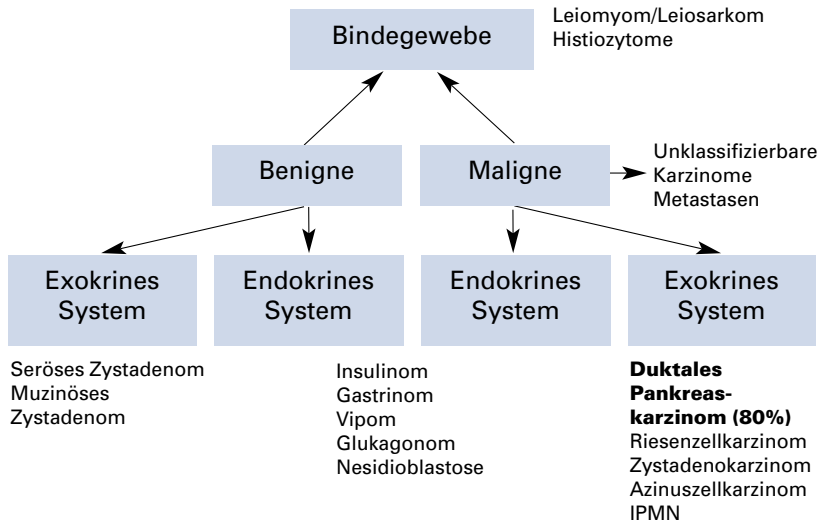 Bindegewebe
Leiomyom/Leiosarkom
Histiozytome
Benigne
Maligne
Unklassifizierbare
Karzinome
Metastasen
Exokrines
System
Endokrines
System
Endokrines
System
Exokrines
System
Seröses Zystadenom
Muzinöses
Zystadenom
Insulinom
Gastrinom
Vipom
Glukagonom
Nesidioblastose
Duktales
Pankreas-
karzinom (80%)
Riesenzellkarzinom
Zystadenokarzinom
Azinuszellkarzinom
IPMN